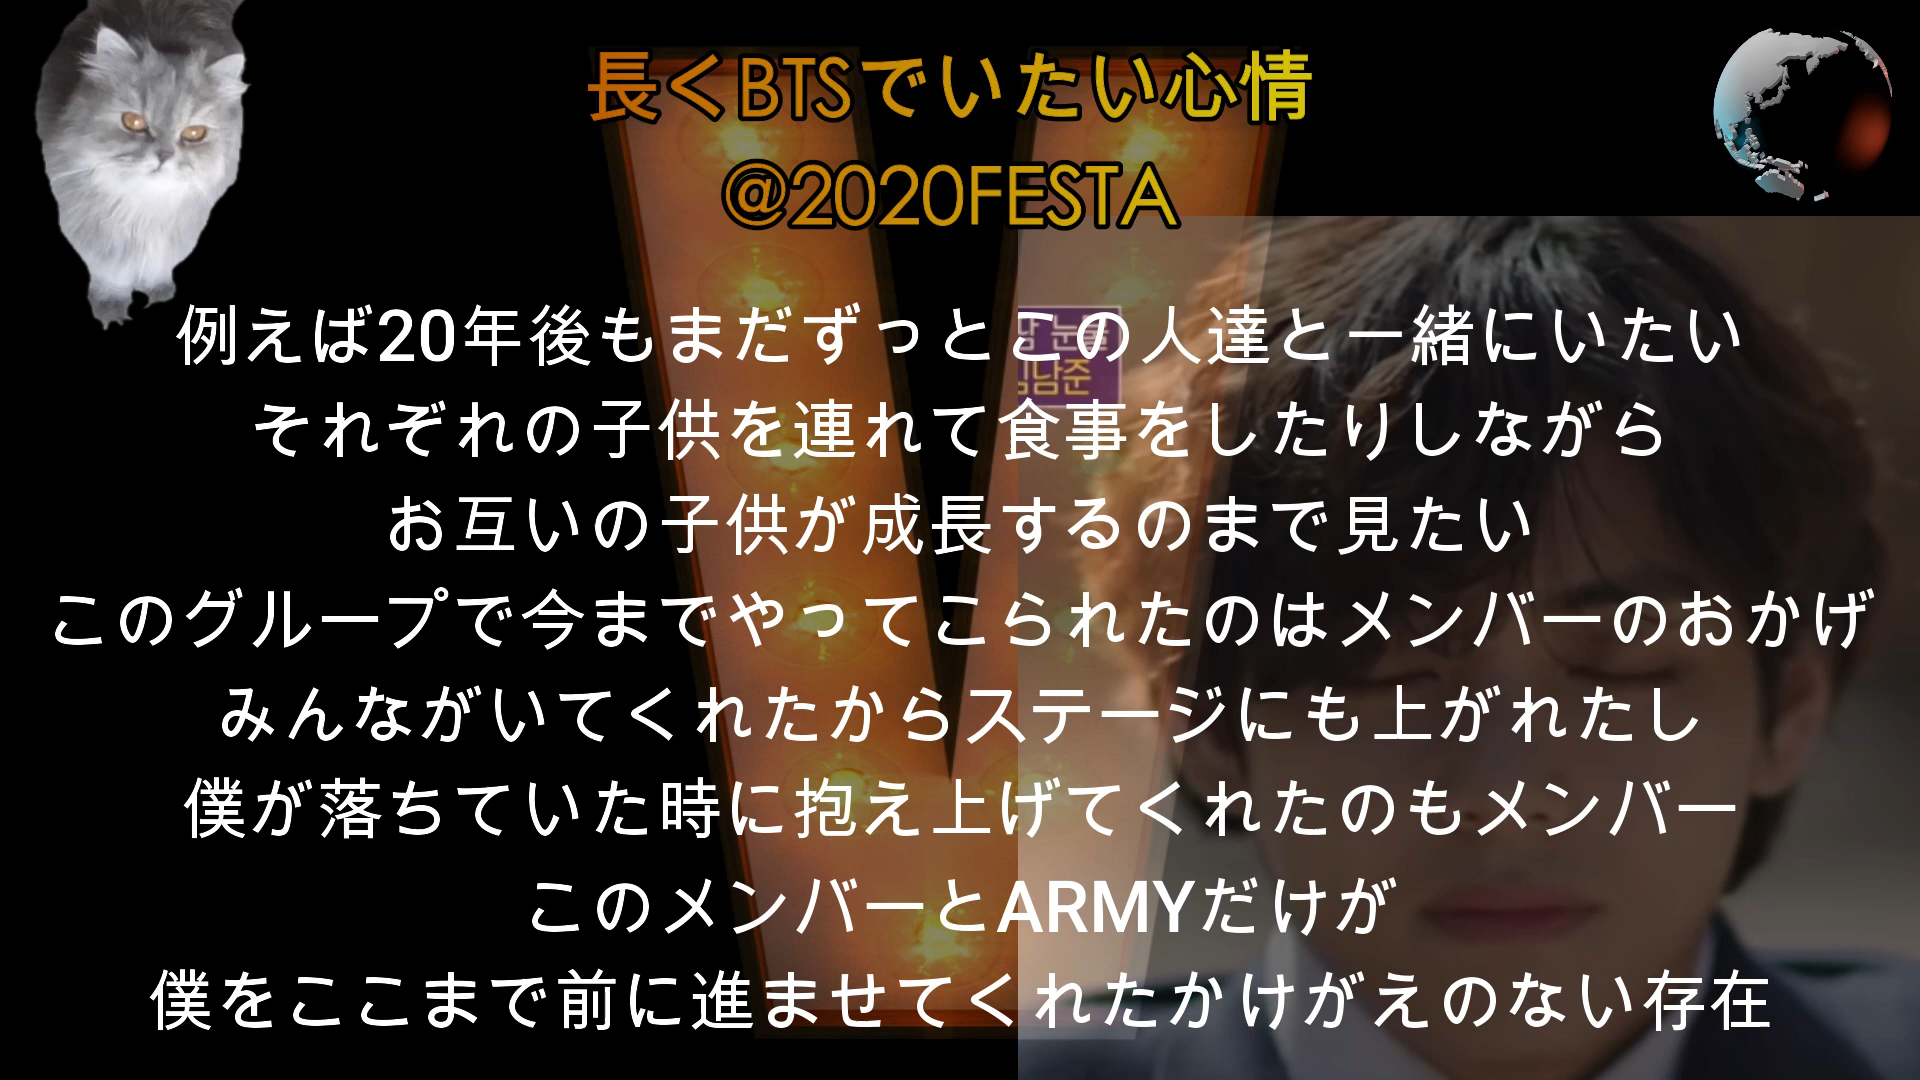 長くBTSでいたい心情
@2020FESTA
例えば20年後もまだずっとこの人達と一緒にいたい
눈물
남준
それぞれの子供を連れて食事をしたりしながら
お互いの子供が成長するのまで見たい
このグループで今までやってこられたのはメンバーのおかげ
みんながいてくれたからステージにも上がれたし
僕が落ちていた時に抱え上げてくれたのもメンバー
このメンバーとARMYだけが
僕をここまで前に進ませてくれたかけがえのない存在